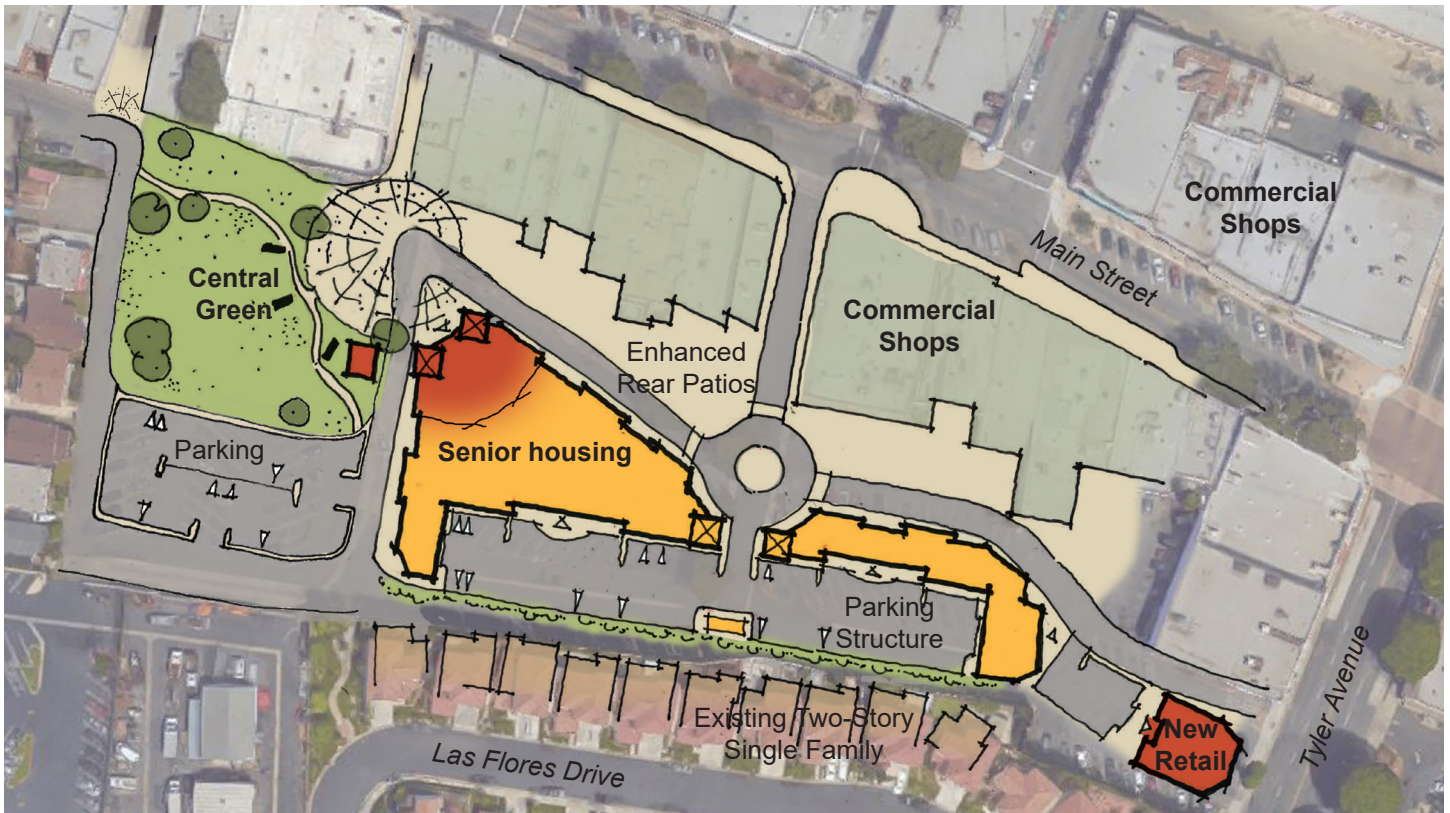 Commercial
Shops
Main Street
Central
Green
Commercial
Shops
Enhanced
Rear Patios
Parking
Senior housing
Parking
Structure
Existing Two-Story
Single Family
Las Flores Drive
New
Retail
Tyler Avenue